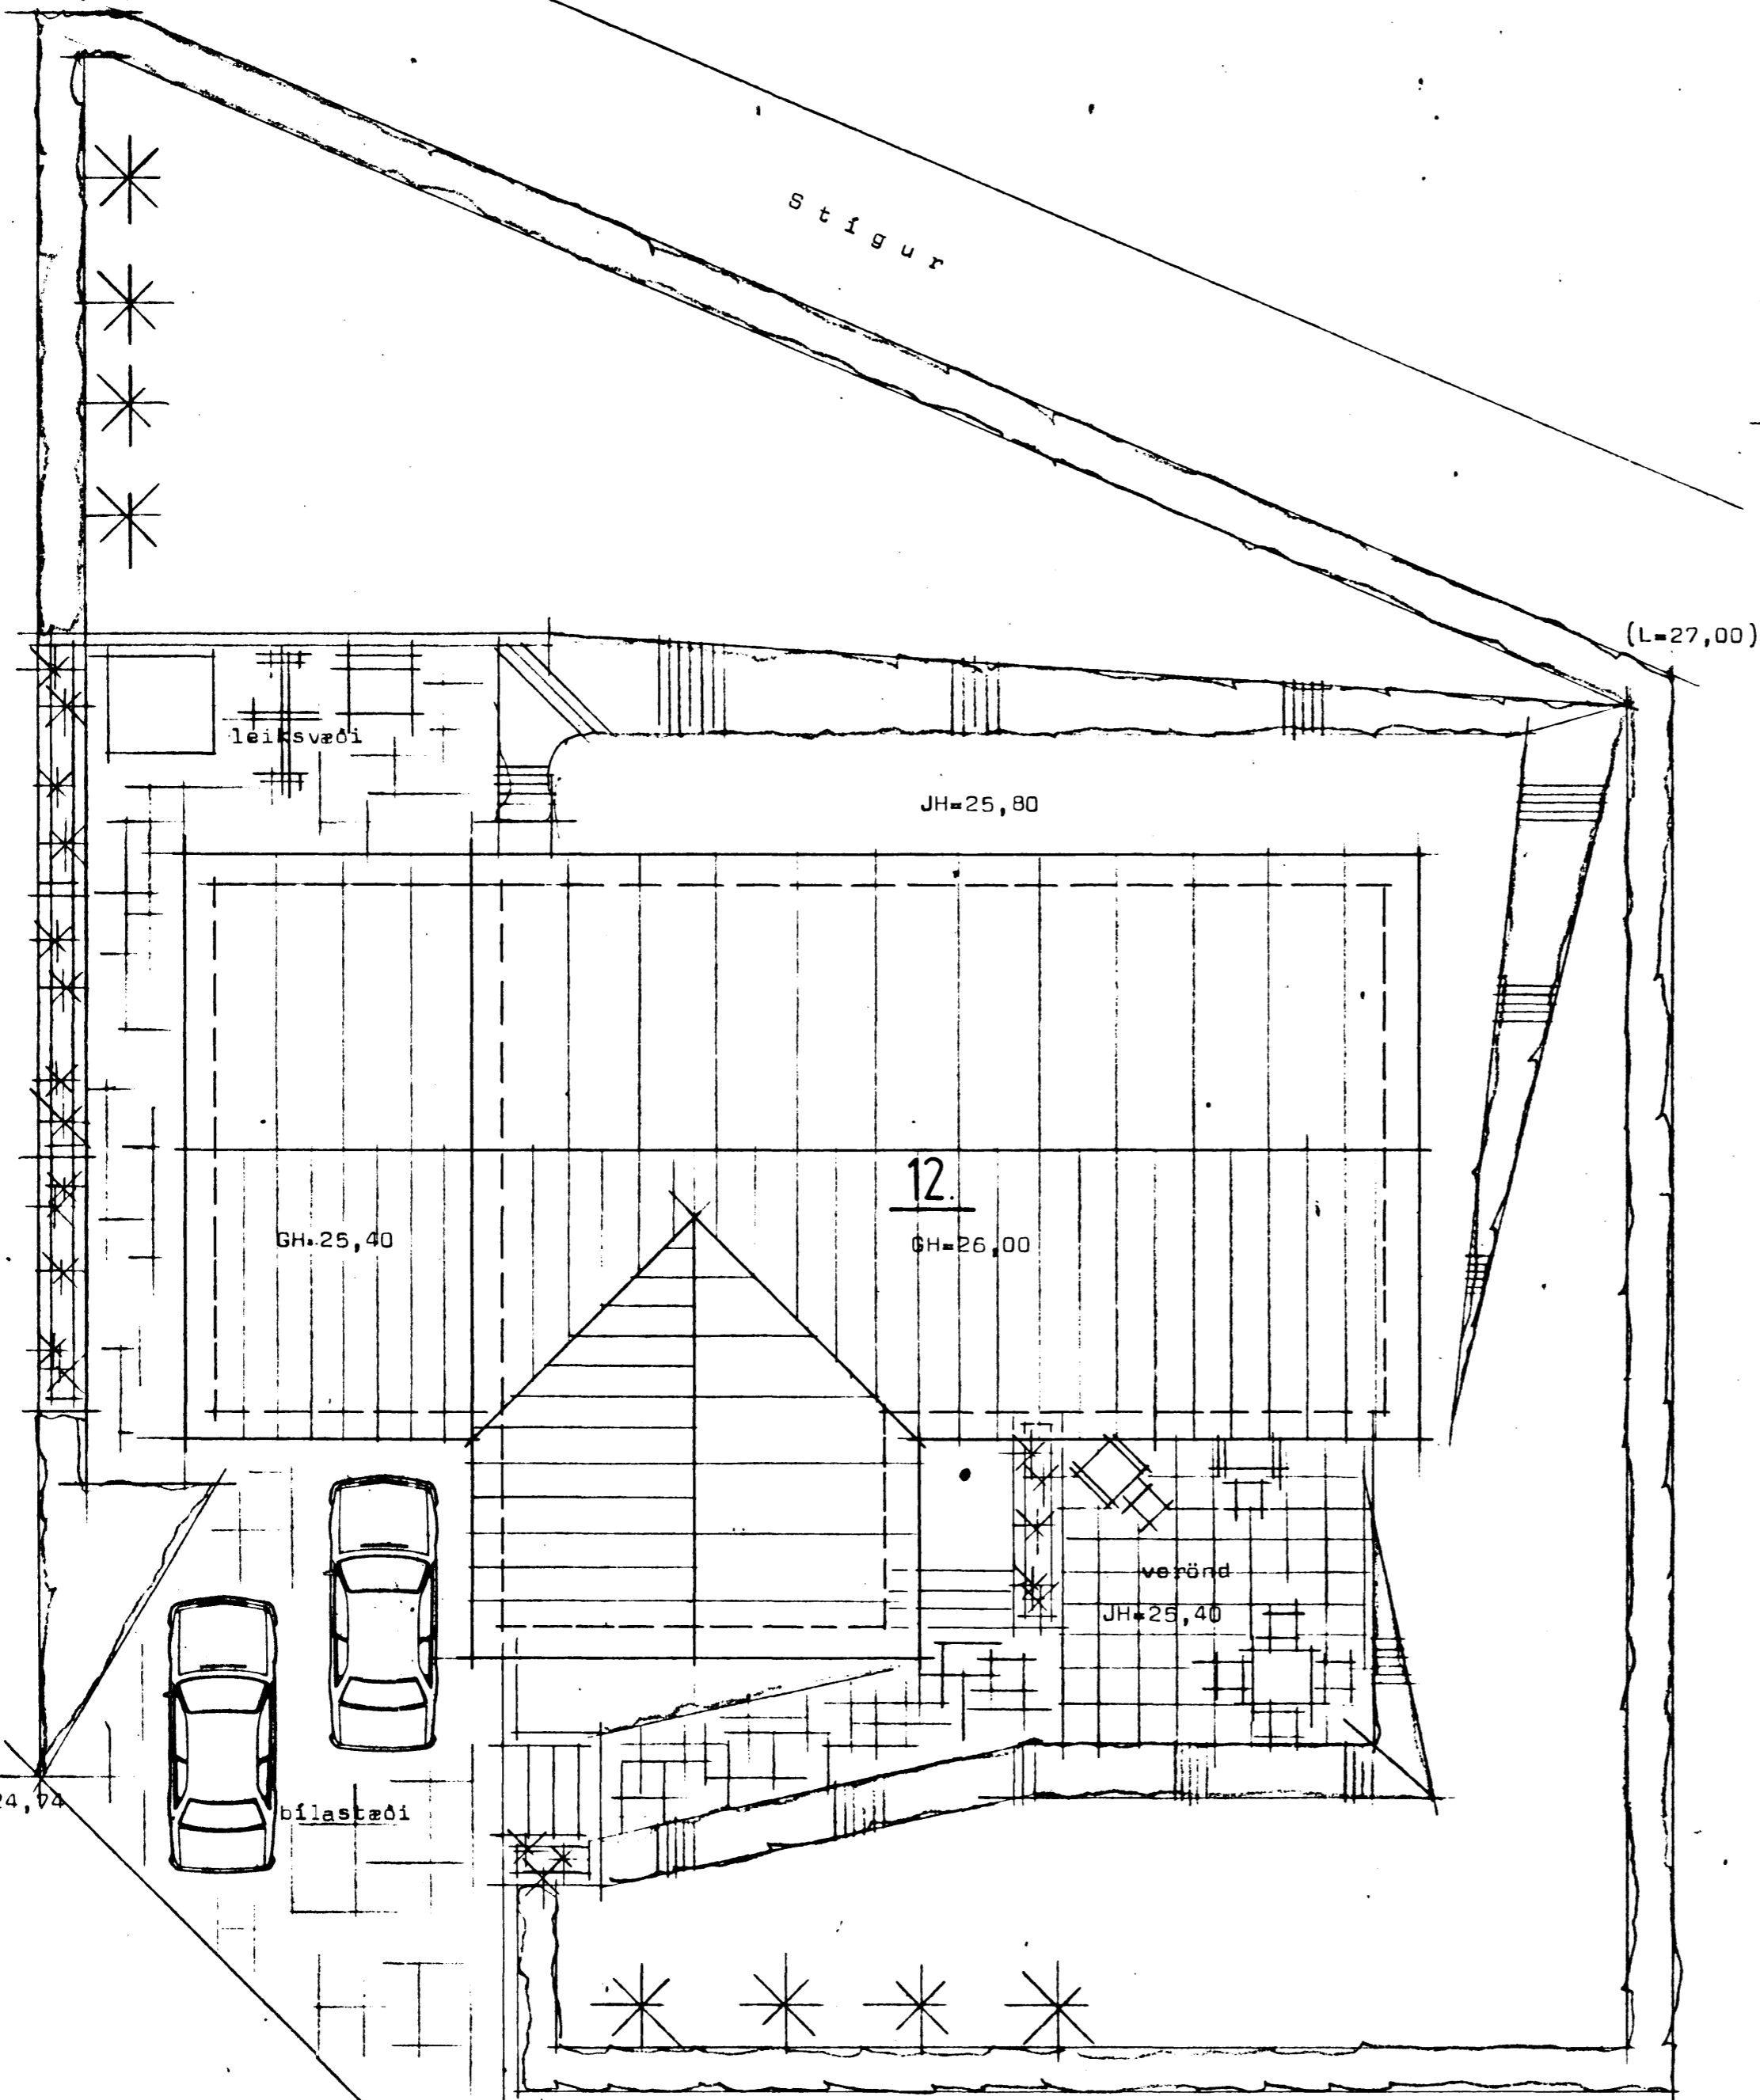 Stígur
(L=27,00)
leiksvæði
JH=25,80
12.
GH=25,40
GH=26,00
verönd
JH=25,40
24,74
bílastæði